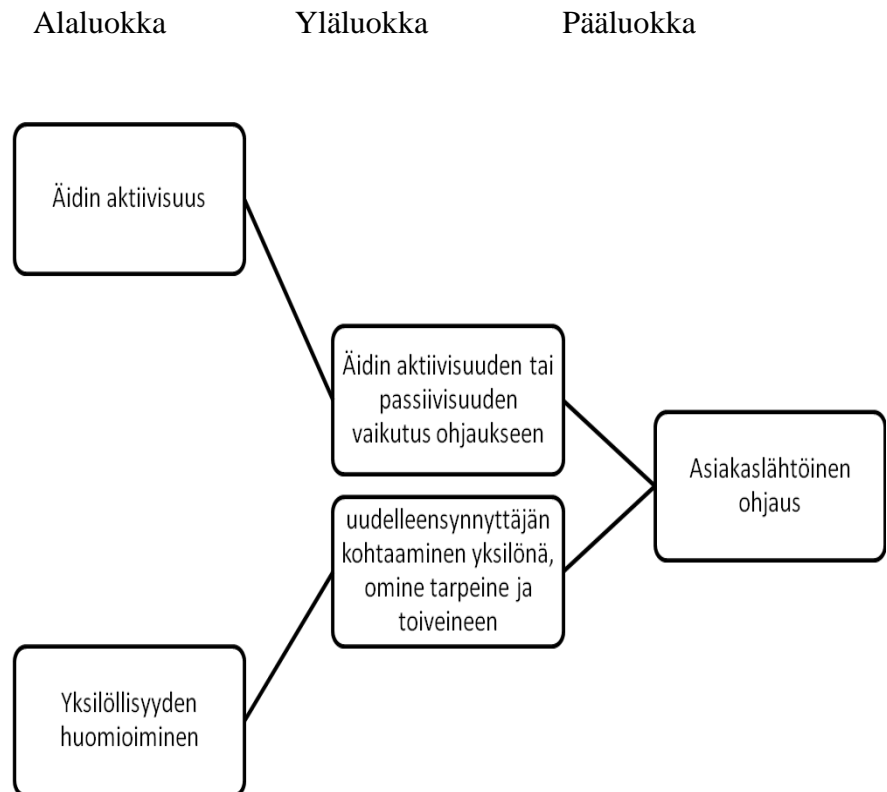 Alaluokka Yläluokka Pääluokka
Äidin aktiivisuus
Äidin aktiivisuuden tai
passiivisuuden
vaikutus ohjaukseen
Asiakaslähtöinen
ohjaus
uudelleensynnyttäjän
kohtaaminen yksilönä,
omine tarpeine ja
toiveineen
Yksilöllisyyden
huomioiminen